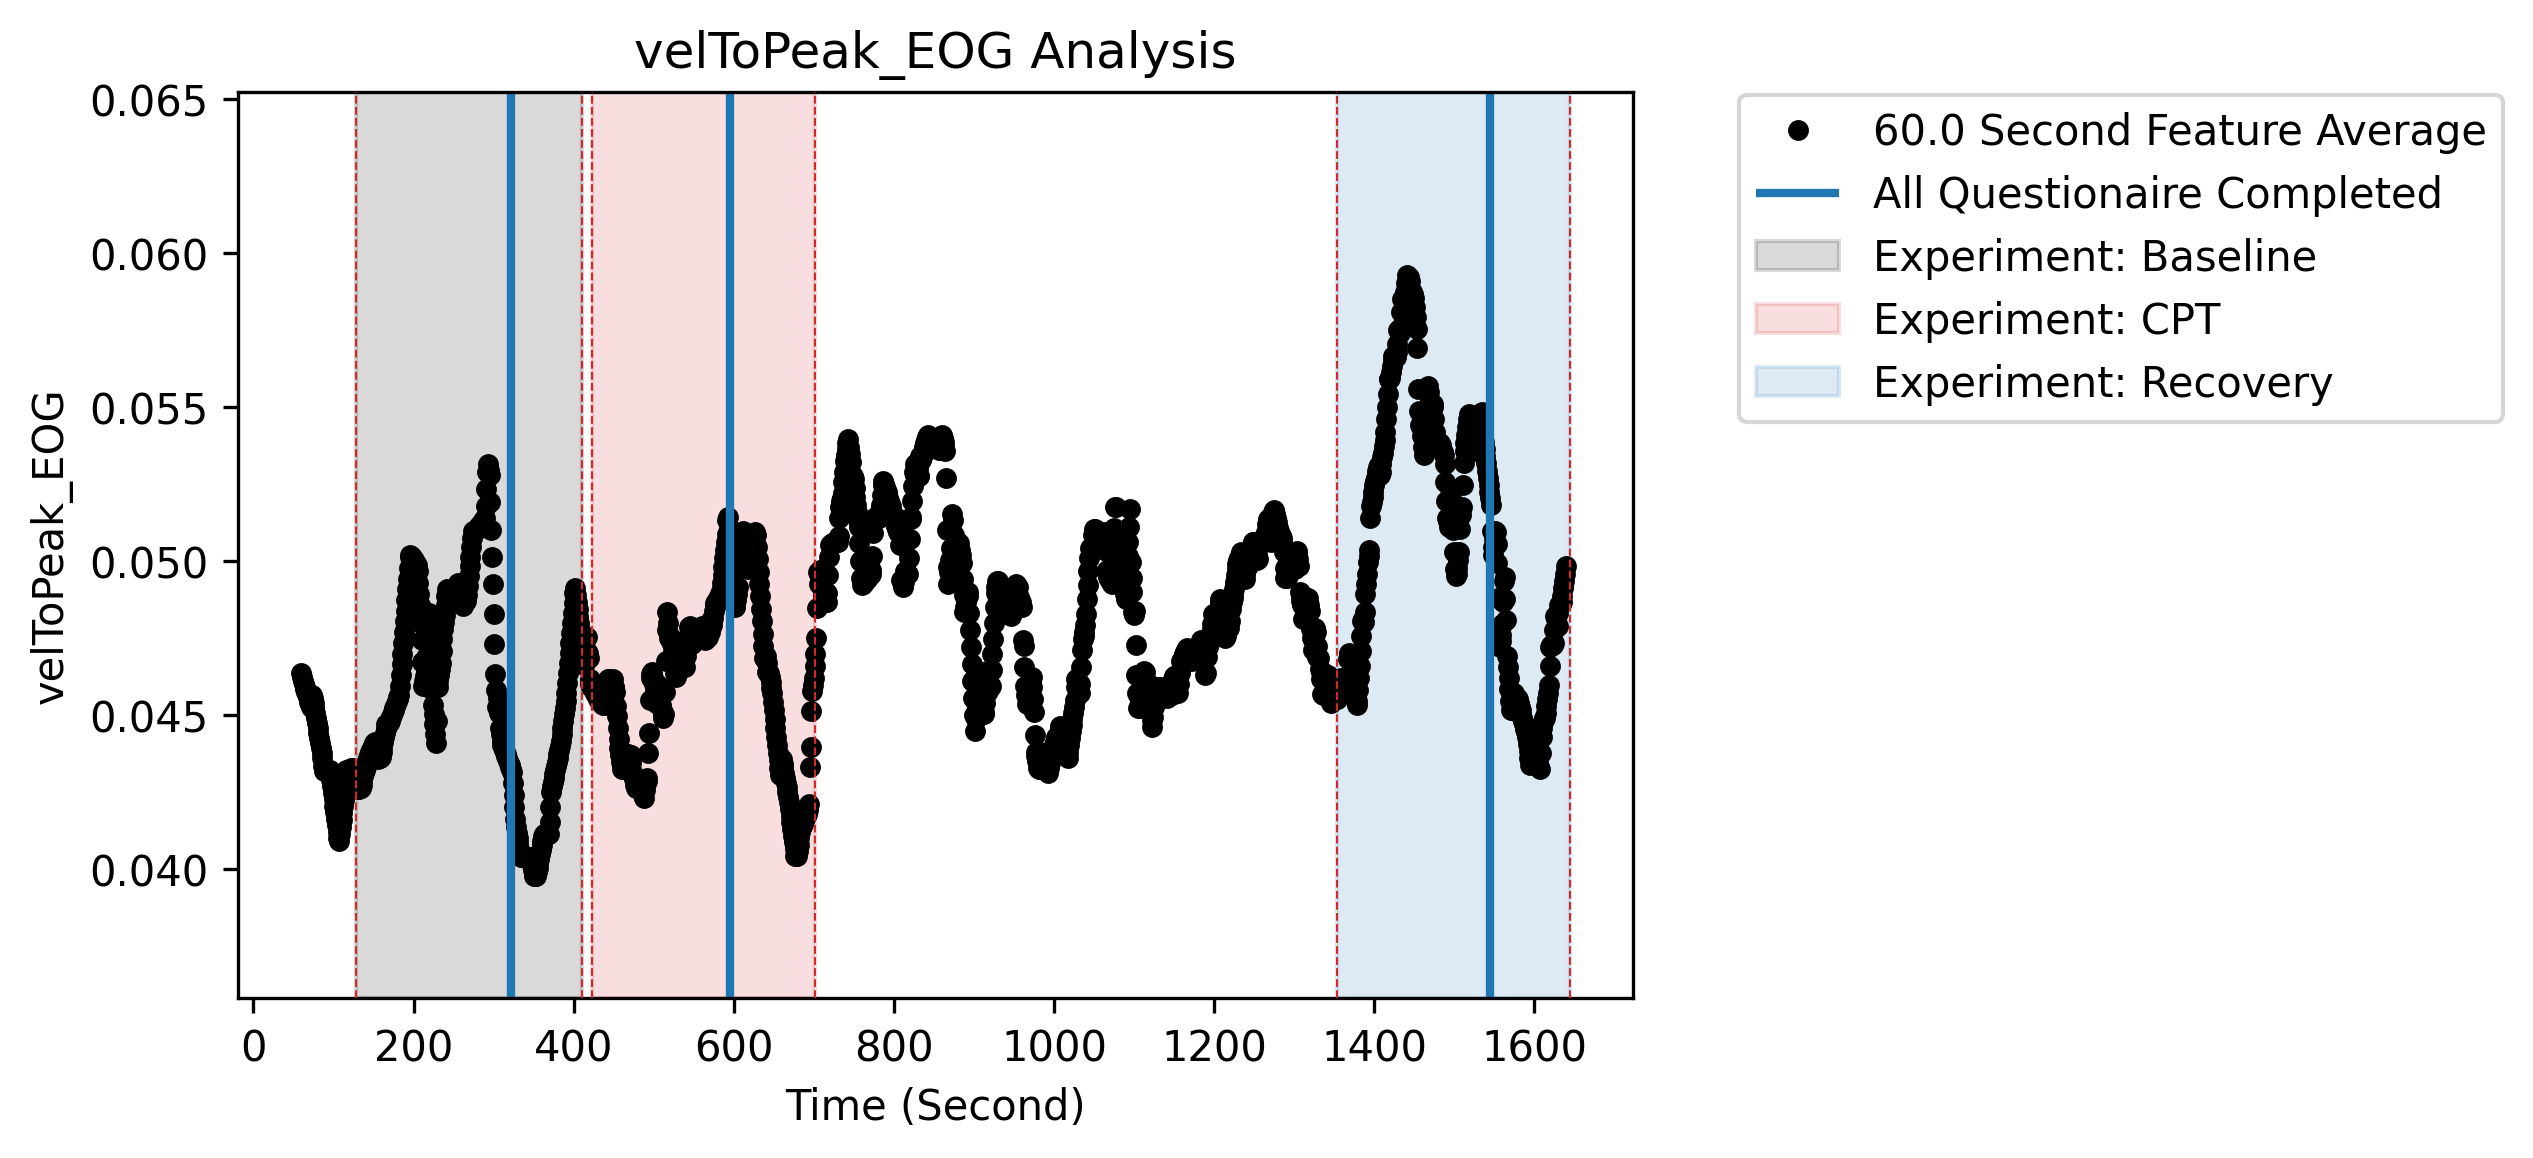 velToPeak_EOG Analysis
0.065
0.060
0.055
0.050
0.045
0.040
velToPeak_EOG
0 200 400 600 800 1000 1200 1400 1600
Time (Second)
60.0 Second Feature Average
All Questionaire Completed
Experiment: Baseline
Experiment: CPT
Experiment: Recovery